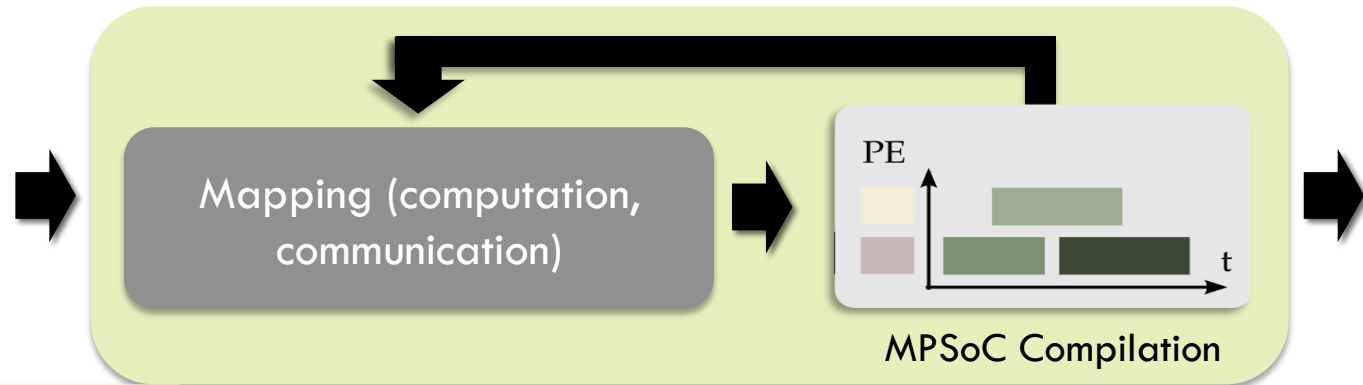 Mapping (computation,
communication)
PE
t
MPSoC Compilation